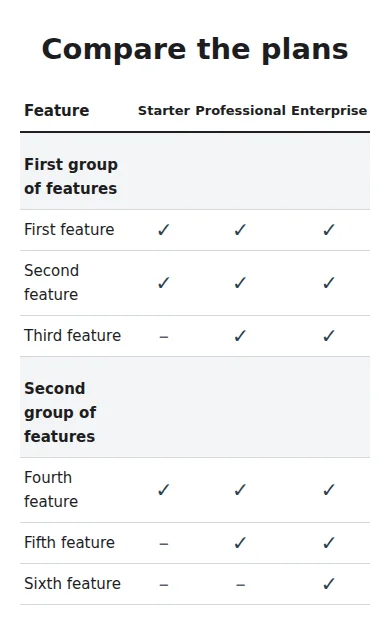 Compare the plans
Feature Starter Professional Enterprise
First group
of features
First feature ✓ ✓ ✓
Second
feature ✓ ✓ ✓
Third feature – ✓ ✓
Second
group of
features
Fourth
feature ✓ ✓ ✓
Fifth feature – ✓ ✓
Sixth feature – – ✓